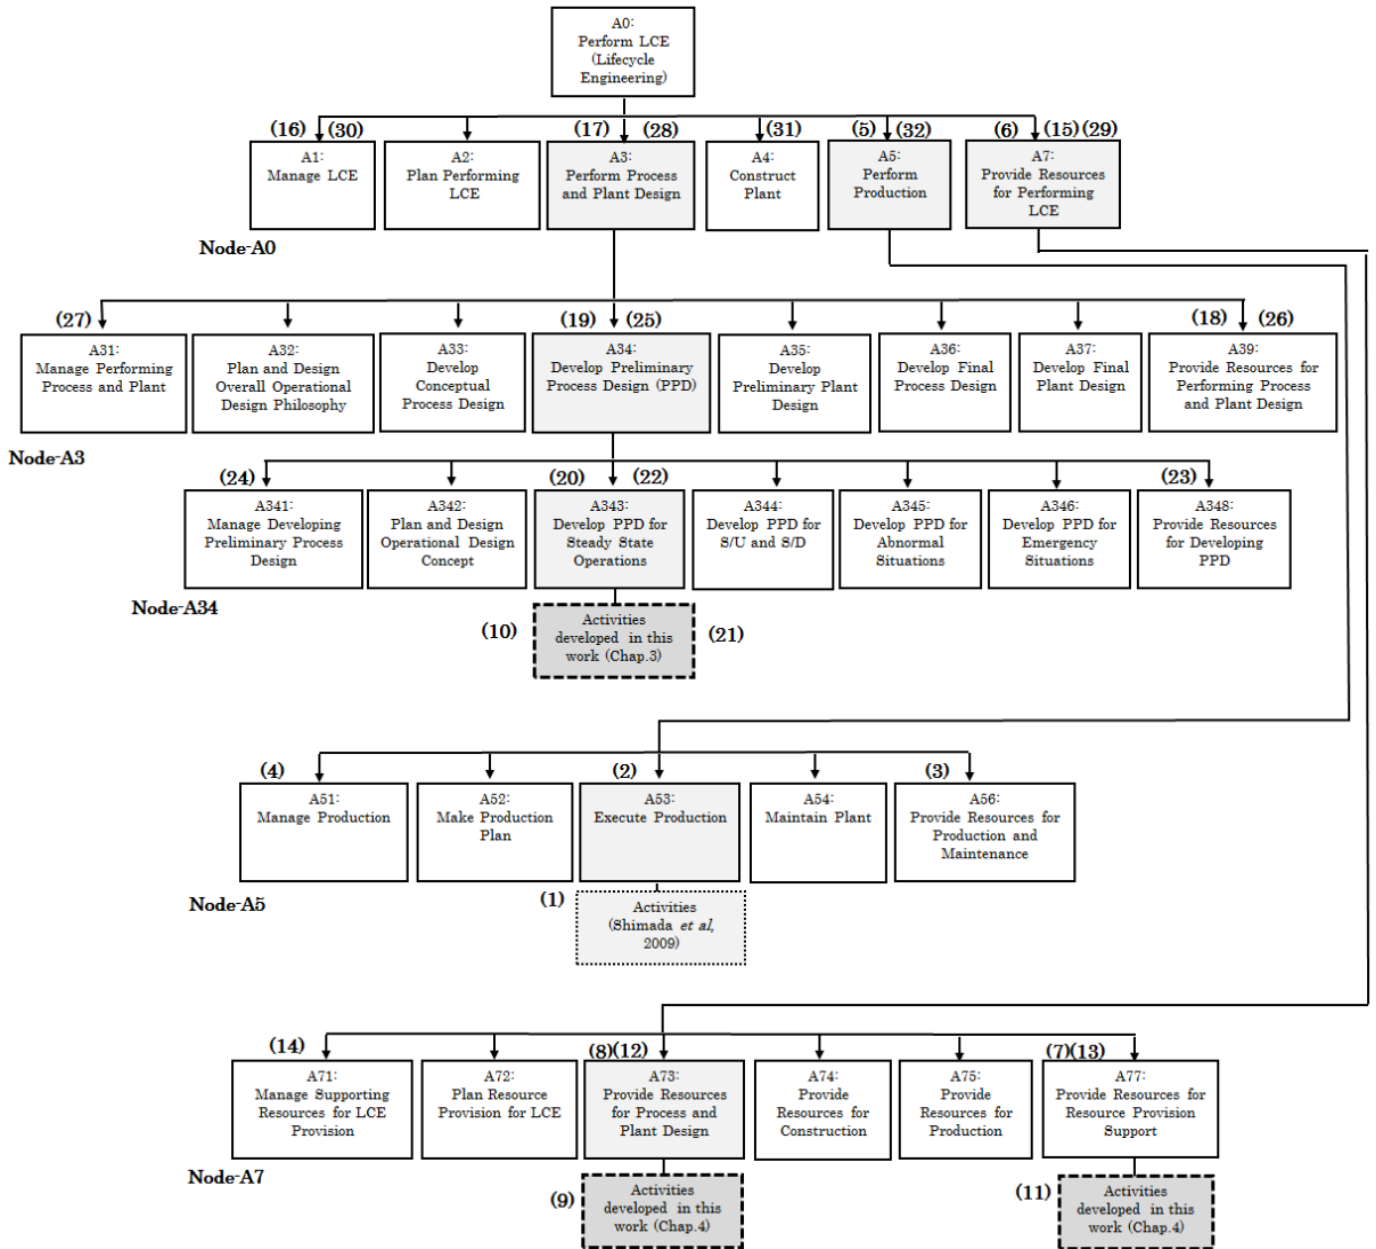 A0:
Perform LCE
(Lifecycle
Engineering)
(16) (30) (17) (28) (31) (5) (32) (6) (15) (29)
A1:
Manage LCE
A2:
Plan Performing
LCE
A3:
Perform Process
and Plant Design
A4:
Construct
Plant
A5:
Perform
Production
A7:
Provide Resources
for Performing
LCE
Node-A0
(27) (19) (25) (18) (26)
A31:
Manage Performing
Process and Plant
A32:
Plan and Design
Overall Operational
Design Philosophy
A33:
Develop
Conceptual
Process Design
A34:
Develop Preliminary
Process Design (PPD)
A35:
Develop
Preliminary Plant
Design
A36:
Develop Final
Process Design
A37:
Develop Final
Plant Design
A39:
Provide Resources for
Performing Process
and Plant Design
Node-A3
(24) (20) (22) (23)
A341:
Manage Developing
Preliminary Process
Design
A342:
Plan and Design
Operational Design
Concept
A343:
Develop PPD for
Steady State
Operations
A344:
Develop PPD for
S/U and S/D
A345:
Develop PPD for
Abnormal
Situations
A346:
Develop PPD for
Emergency
Situations
A348:
Provide Resources
for Developing
PPD
Node-A34
(10)
Activities
developed in this
work (Chap.3)
(21)
(4) (2) (3)
A51:
Manage Production
A52:
Make Production
Plan
A53:
Execute Production
A54:
Maintain Plant
A56:
Provide Resources for
Production and
Maintenance
Node-A5
(1)
Activities
(Shimada et al,
2009)
(14) (8)(12) (7)(13)
A71:
Manage Supporting
Resources for LCE
Provision
A72:
Plan Resource
Provision for LCE
A73:
Provide Resources
for Process and
Plant Design
A74:
Provide
Resources for
Construction
A75:
Provide
Resources for
Production
A77:
Provide Resources for
Resource Provision
Support
Node-A7
(9)
Activities
developed in this
work (Chap.4)
(11)
Activities
developed in this
work (Chap.4)